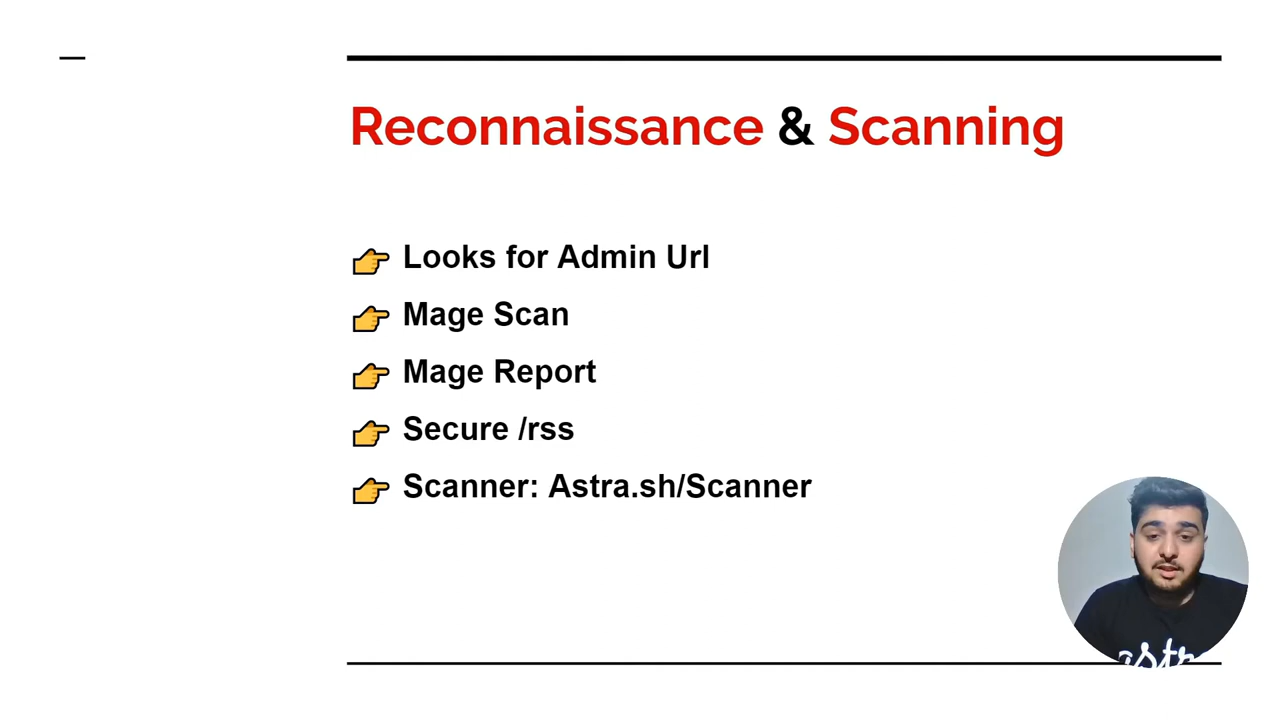 Reconnaissance & Scanning
Looks for Admin Url
Mage Scan
Mage Report
Secure /rss
Scanner: Astra.sh/Scanner